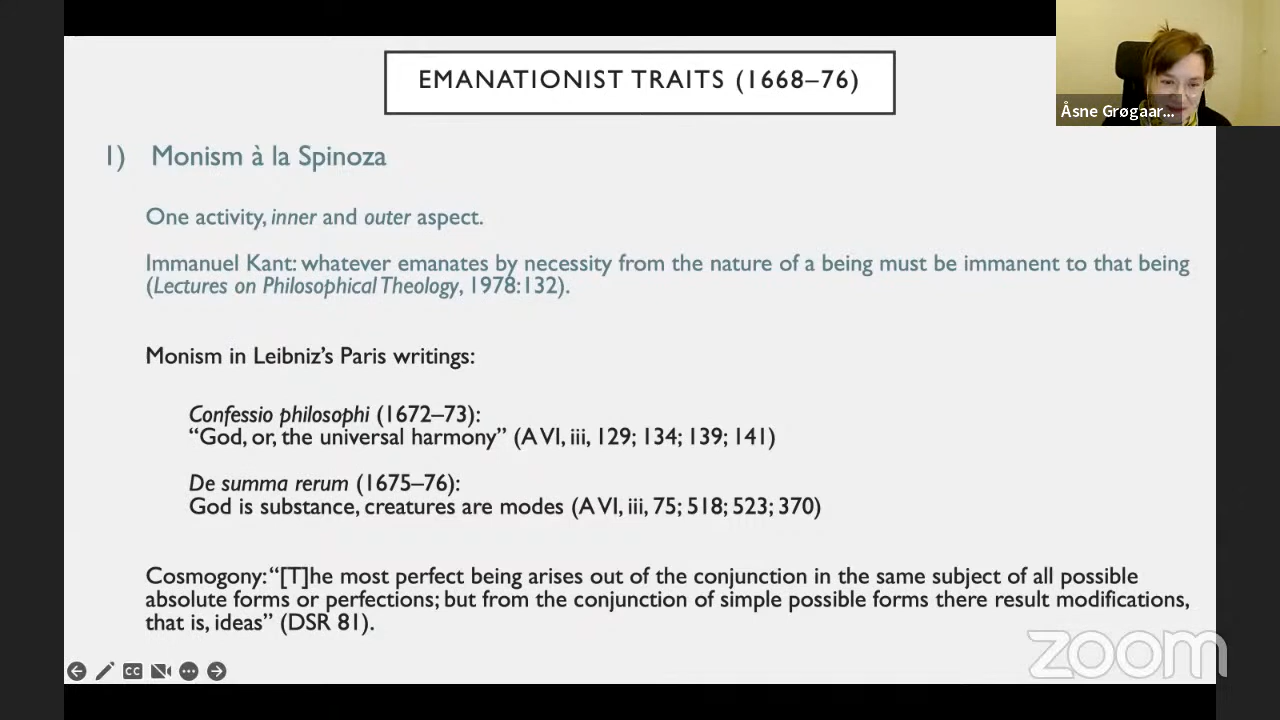 EMANATIONIST TRAITS (1668–76)
Åsne Grøgaar...
1) Monism à la Spinoza
One activity, inner and outer aspect.
Immanuel Kant: whatever emanates by necessity from the nature of a being must be immanent to that being
(Lectures on Philosophical Theology, 1978:132).
Monism in Leibniz’s Paris writings:
Confessio philosophi (1672–73):
“God, or, the universal harmony” (A VI, iii, 129; 134; 139; 141)
De summa rerum (1675–76):
God is substance, creatures are modes (A VI, iii, 75; 518; 523; 370)
Cosmogony: “[T]he most perfect being arises out of the conjunction in the same subject of all possible
absolute forms or perfections; but from the conjunction of simple possible forms there result modifications,
that is, ideas” (DSR 81).
CC
zoom